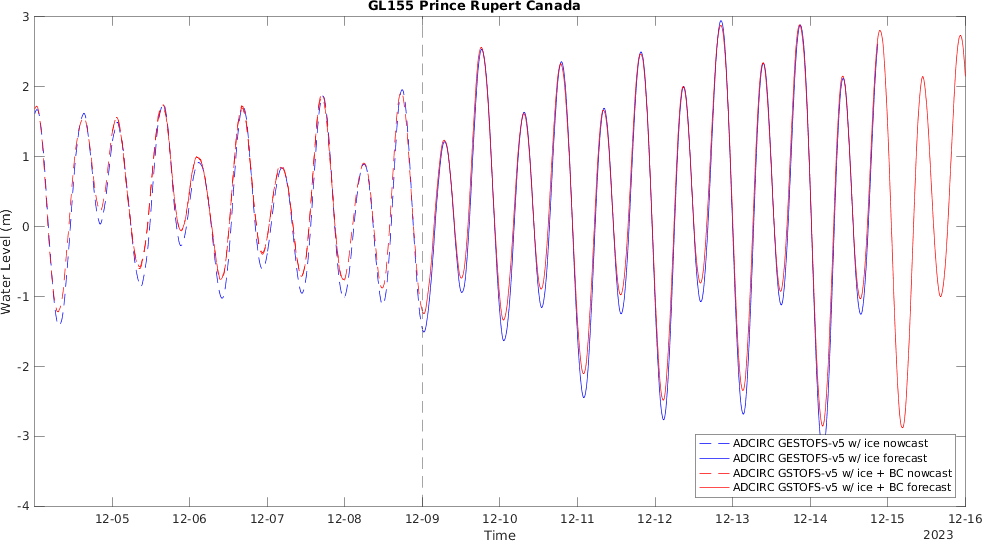 GL155 Prince Rupert Canada
3
2
1
0
-1
-2
-3
-4
Water Level (m)
ADCIRC GESTOFS-v5 w/ ice nowcast
ADCIRC GESTOFS-v5 w/ ice forecast
ADCIRC GSTOFS-v5 w/ ice + BC nowcast
ADCIRC GSTOFS-v5 w/ ice + BC forecast
12-05 12-06 12-07 12-08 12-09 12-10 12-11 12-12 12-13 12-14 12-15 12-16
Time
2023